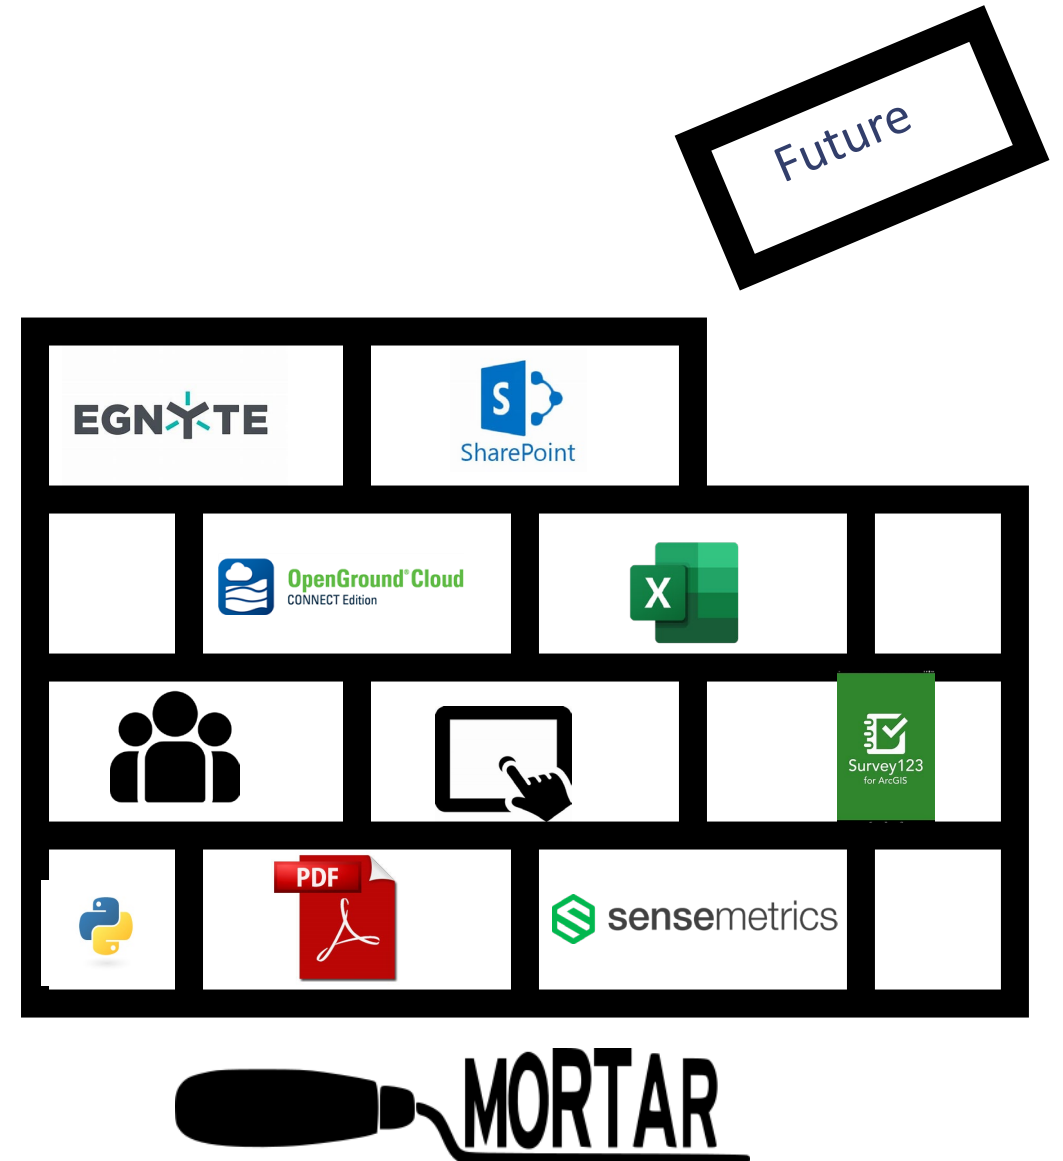 Future
EGNYTE
S
SharePoint
OpenGround®Cloud
CONNECT Edition
X
Survey123
for ArcGIS
PDF
sensemetrics
MORTAR